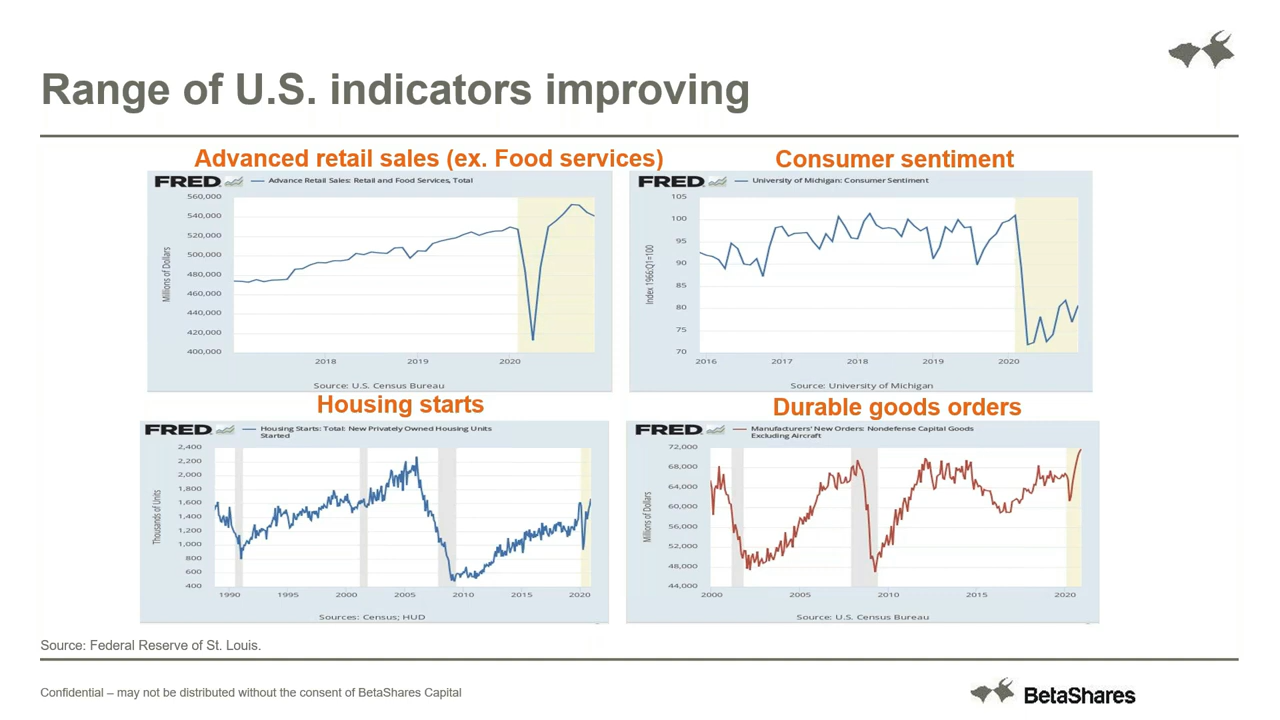 Range of U.S. indicators improving
Advanced retail sales (ex. Food services)
FRED
Advance Retail Sales: Retail and Food Services, Total
560,000
540,000
520,000
500,000
480,000
460,000
440,000
420,000
400,000
Millions of Dollars
2018 2019 2020
Source: U.S. Census Bureau
Consumer sentiment
FRED
University of Michigan: Consumer Sentiment
105
100
95
90
85
80
75
70
Index 1966:Q1=100
2016 2017 2018 2019 2020
Source: University of Michigan
Housing starts
FRED
Housing Starts: Total: New Privately Owned Housing Units
Started
2,400
2,200
2,000
1,800
1,600
1,400
1,200
1,000
800
600
400
Thousands of Units
1990 1995 2000 2005 2010 2015 2020
Sources: Census; HUD
Durable goods orders
FRED
Manufacturers' New Orders: Nondefense Capital Goods
Excluding Aircraft
72,000
68,000
64,000
60,000
56,000
52,000
48,000
44,000
Millions of Dollars
2000 2005 2010 2015 2020
Source: U.S. Census Bureau
Source: Federal Reserve of St. Louis.
Confidential – may not be distributed without the consent of BetaShares Capital
BetaShares